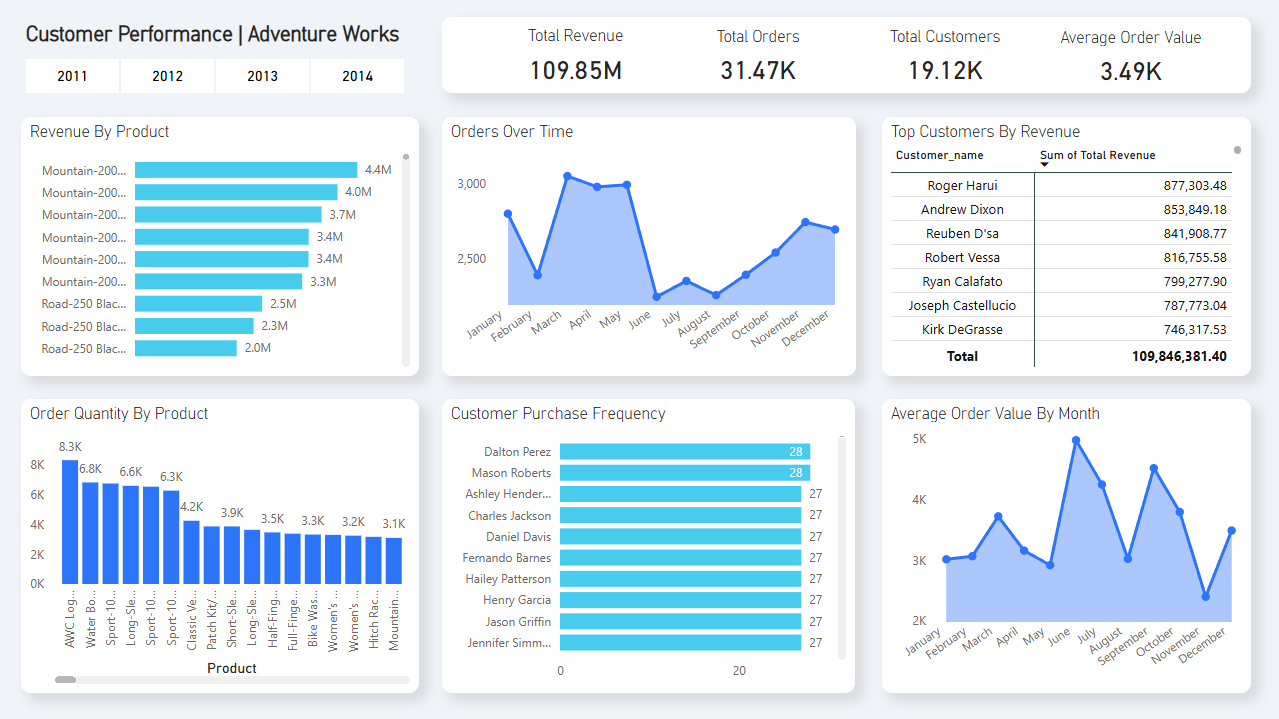 Customer Performance | Adventure Works
2011 2012 2013 2014
Total Revenue
109.85M
Total Orders
31.47K
Total Customers
19.12K
Average Order Value
3.49K
Revenue By Product
Mountain-200... 4.4M
Mountain-200... 4.0M
Mountain-200... 3.7M
Mountain-200... 3.4M
Mountain-200... 3.4M
Mountain-200... 3.3M
Road-250 Blac... 2.5M
Road-250 Blac... 2.3M
Road-250 Blac... 2.0M
Orders Over Time
3,000
2,500
January February March April May June July August September October November December
Top Customers By Revenue
Customer_name Sum of Total Revenue
Roger Harui 877,303.48
Andrew Dixon 853,849.18
Reuben D'sa 841,908.77
Robert Vessa 816,755.58
Ryan Calafato 799,277.90
Joseph Castellucio 787,773.04
Kirk DeGrasse 746,317.53
Total 109,846,381.40
Order Quantity By Product
8K
6K
4K
2K
0K
8.3K 6.8K 6.6K 6.3K 4.2K 3.9K 3.5K 3.3K 3.2K 3.1K
AWC Log...
Water Bo...
Sport-10...
Long-Sle...
Sport-10...
Sport-10...
Classic Ve...
Patch Kit/...
Short-Sle...
Long-Sle...
Half-Fing...
Full-Finge...
Bike Was...
Women's ...
Women's ...
Hitch Rac...
Mountain...
Product
Customer Purchase Frequency
Dalton Perez 28
Mason Roberts 28
Ashley Hender... 27
Charles Jackson 27
Daniel Davis 27
Fernando Barnes 27
Hailey Patterson 27
Henry Garcia 27
Jason Griffin 27
Jennifer Simm... 27
0 20
Average Order Value By Month
5K
4K
3K
2K
January February March April May June July August September October November December